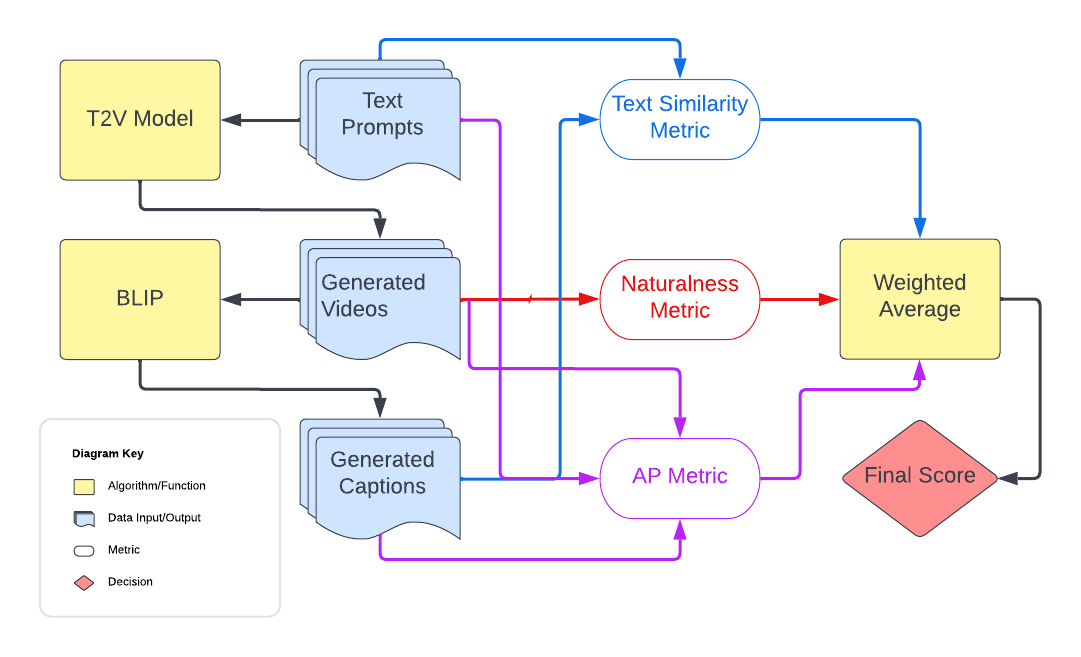 T2V Model
Text
Prompts
Text Similarity
Metric
BLIP
Generated
Videos
Naturalness
Metric
Weighted
Average
Generated
Captions
AP Metric
Final Score
Diagram Key
Algorithm/Function
Data Input/Output
Metric
Decision